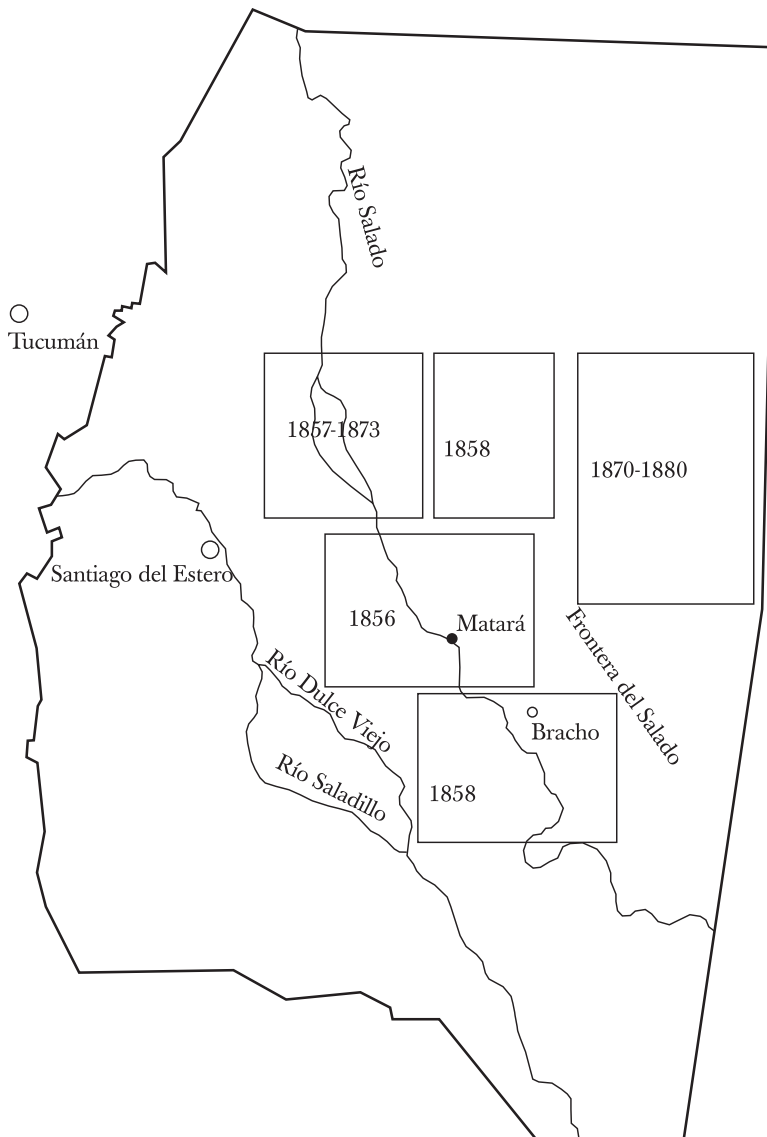 Río Salado
Tucumán
1857-1873
1858
1870-1880
Santiago del Estero
1856
Matará
Frontera del Salado
Río Dulce Viejo
Bracho
Río Saladillo
1858